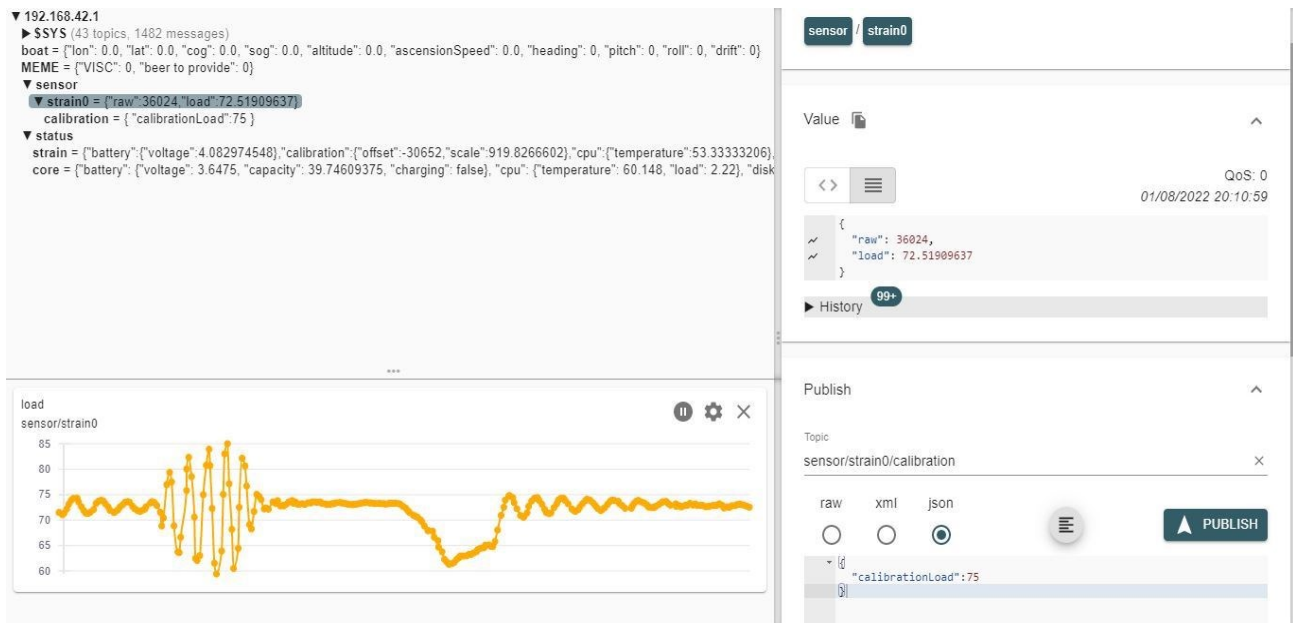 ▼ 192.168.42.1
▶ $SYS (43 topics, 1482 messages)
boat = {"lon": 0.0, "lat": 0.0, "cog": 0.0, "sog": 0.0, "altitude": 0.0, "ascensionSpeed": 0.0, "heading": 0, "pitch": 0, "roll": 0, "drift": 0}
MEME = {"VISC": 0, "beer to provide": 0}
▼ sensor
▼ strain0 = {"raw":36024,"load":72.51909637}
calibration = { "calibrationLoad":75 }
▼ status
strain = {"battery":{"voltage":4.082974548},"calibration":{"offset":-30652,"scale":919.8266602},"cpu":{"temperature":53.33333206},
core = {"battery": {"voltage": 3.6475, "capacity": 39.74609375, "charging": false}, "cpu": {"temperature": 60.148, "load": 2.22}, "disk
load
sensor/strain0
85
80
75
70
65
60
sensor / strain0
Value
QoS: 0
01/08/2022 20:10:59
{
"raw": 36024,
"load": 72.51909637
}
▶ History 99+
Publish
Topic
sensor/strain0/calibration
raw xml json
PUBLISH
{
"calibrationLoad":75
}